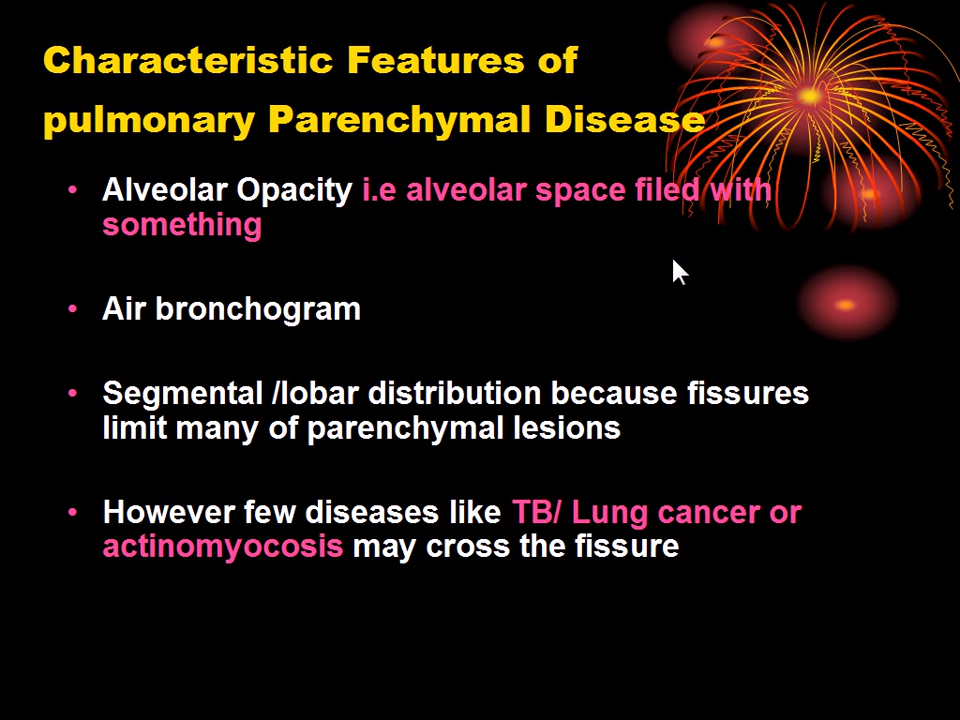 Characteristic Features of
pulmonary Parenchymal Disease
• Alveolar Opacity i.e alveolar space filed with
something
• Air bronchogram
• Segmental /lobar distribution because fissures
limit many of parenchymal lesions
• However few diseases like TB/ Lung cancer or
actinomyocosis may cross the fissure